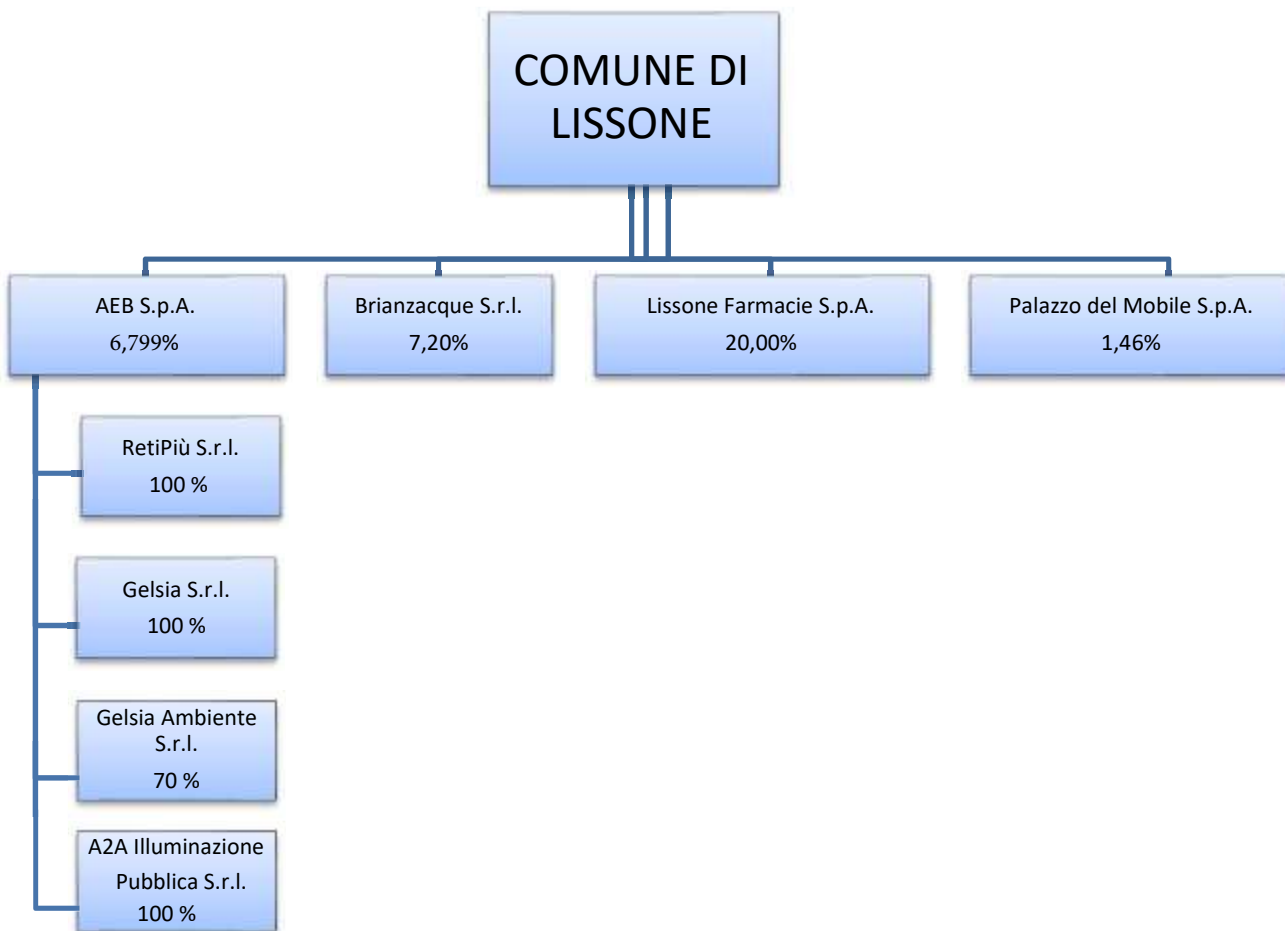 COMUNE DI
LISSONE
AEB S.p.A.
6,799%
Brianzacque S.r.l.
7,20%
Lissone Farmacie S.p.A.
20,00%
Palazzo del Mobile S.p.A.
1,46%
RetiPiù S.r.l.
100 %
Gelsia S.r.l.
100 %
Gelsia Ambiente
S.r.l.
70 %
A2A Illuminazione
Pubblica S.r.l.
100 %